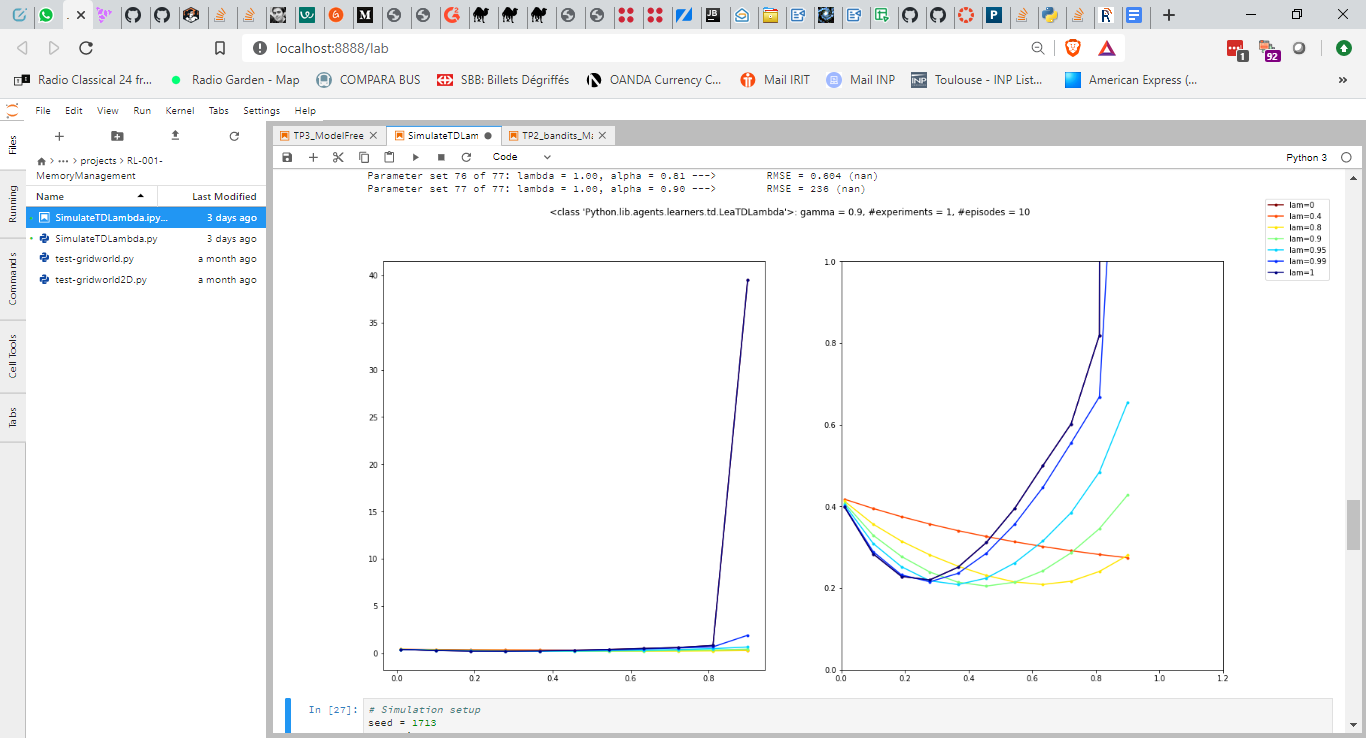 localhost:8888/lab
1
92
Radio Classical 24 fr...
Radio Garden - Map
COMPARA BUS
SBB: Billets Dégriffés
OANDA Currency C...
Mail IRIT
Mail INP
Toulouse - INP List...
American Express (...
File Edit View Run Kernel Tabs Settings Help
Files
Running
Commands
Cell Tools
Tabs
··· > projects > RL-001-
MemoryManagement
Name Last Modified
SimulateTDLambda.ipy... 3 days ago
SimulateTDLambda.py 3 days ago
test-gridworld.py a month ago
test-gridworld2D.py a month ago
TP3_ModelFree
SimulateTDLam
TP2_bandits_Ma
Code
Python 3
Parameter set 76 of 77: lambda = 1.00, alpha = 0.81 ---> RMSE = 0.604 (nan)
Parameter set 77 of 77: lambda = 1.00, alpha = 0.90 ---> RMSE = 236 (nan)
<class 'Python.lib.agents.learners.td.LeaTDLambda'>: gamma = 0.9, #experiments = 1, #episodes = 10
lam=0
lam=0.4
lam=0.8
lam=0.9
lam=0.95
lam=0.99
lam=1
40
35
30
25
20
15
10
5
0
0.0 0.2 0.4 0.6 0.8
1.0
0.8
0.6
0.4
0.2
0.0
0.0 0.2 0.4 0.6 0.8 1.0 1.2
In [27]:
# Simulation setup
seed = 1713